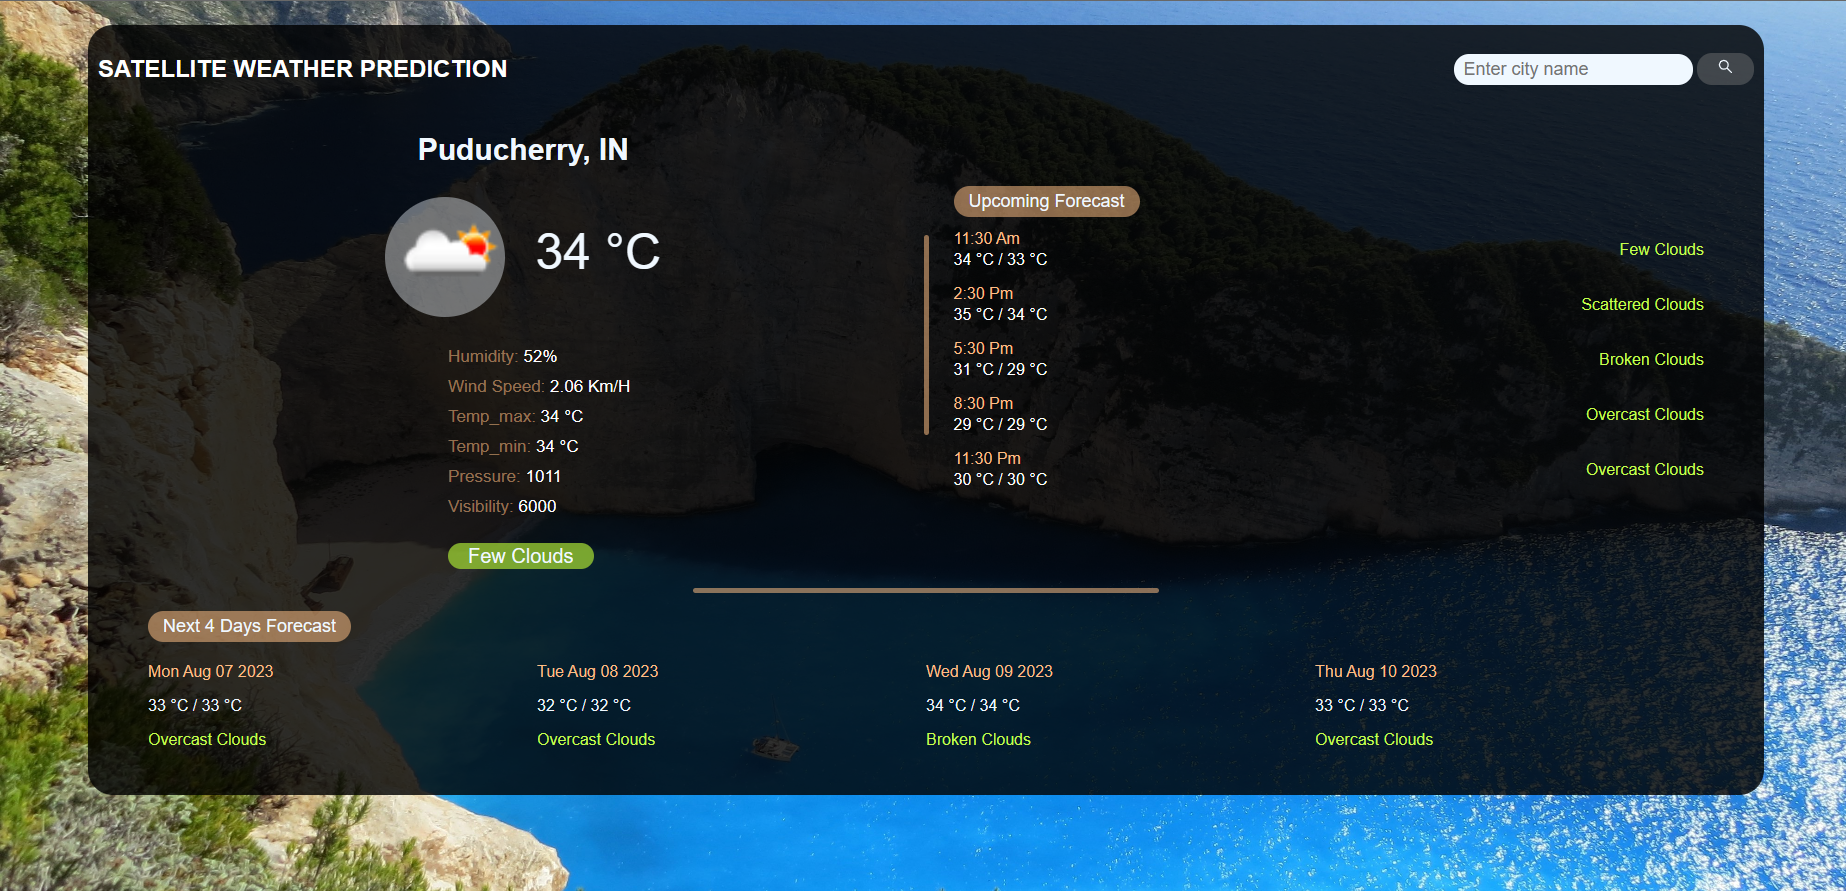 SATELLITE WEATHER PREDICTION
Enter city name
Puducherry, IN
34 °C
Humidity: 52%
Wind Speed: 2.06 Km/H
Temp_max: 34 °C
Temp_min: 34 °C
Pressure: 1011
Visibility: 6000
Few Clouds
Upcoming Forecast
11:30 Am
34 °C / 33 °C
Few Clouds
2:30 Pm
35 °C / 34 °C
Scattered Clouds
5:30 Pm
31 °C / 29 °C
Broken Clouds
8:30 Pm
29 °C / 29 °C
Overcast Clouds
11:30 Pm
30 °C / 30 °C
Overcast Clouds
Next 4 Days Forecast
Mon Aug 07 2023
33 °C / 33 °C
Overcast Clouds
Tue Aug 08 2023
32 °C / 32 °C
Overcast Clouds
Wed Aug 09 2023
34 °C / 34 °C
Broken Clouds
Thu Aug 10 2023
33 °C / 33 °C
Overcast Clouds